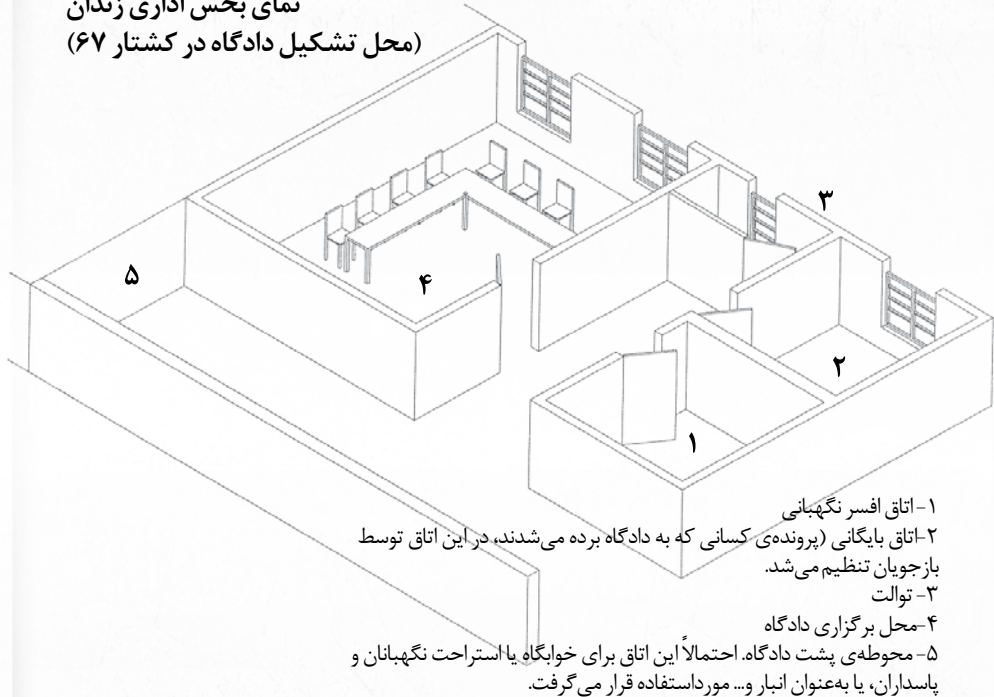 نمای بخش اداری زندان
(محل تشکیل دادگاه در کشتار ۶۷)
۳
۵
۴
۲
۱
۱- اتاق افسر نگهبانی
۲-اتاق بایگانی (پرونده‌ی کسانی که به دادگاه برده می‌شدند، در این اتاق توسط
بازجویان تنظیم می‌شد.
۳- توالت
۴-محل برگزاری دادگاه
۵- محوطه‌ی پشت دادگاه. احتمالاً این اتاق برای خوابگاه یا استراحت نگهبانان و
پاسداران، یا به‌عنوان انبار و... مورداستفاده قرار می‌گرفت.